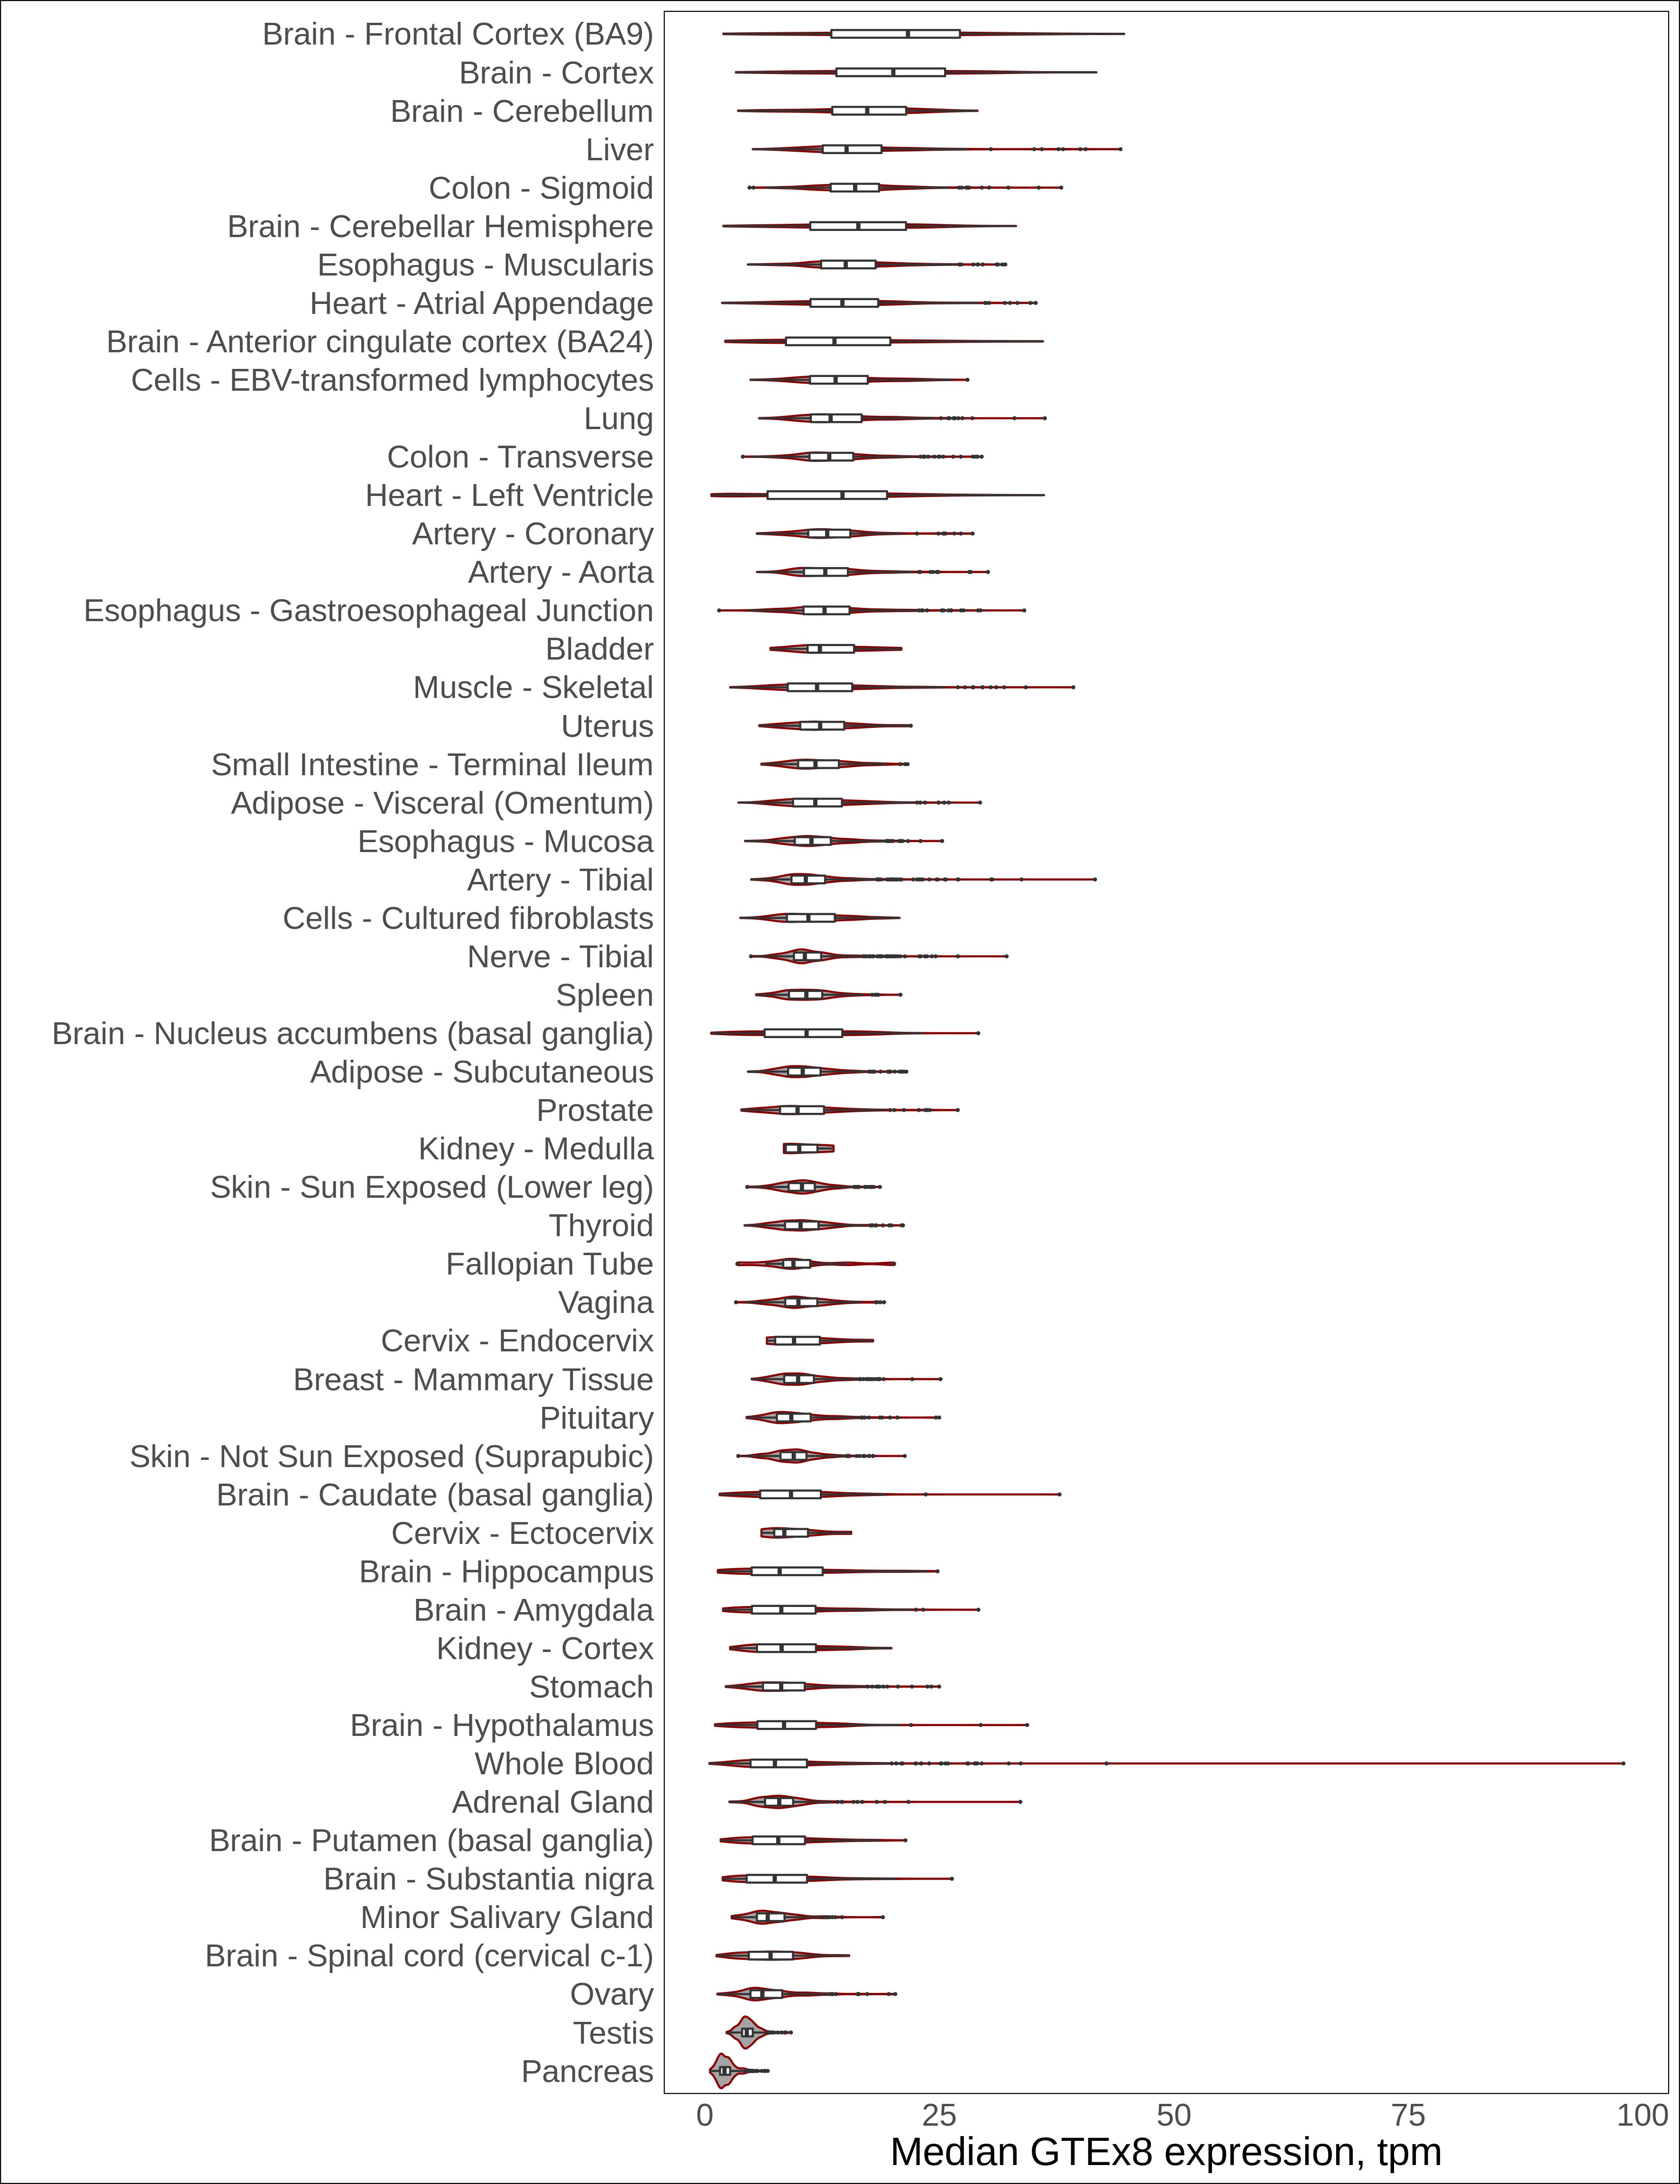 Brain - Frontal Cortex (BA9)
Brain - Cortex
Brain - Cerebellum
Liver
Colon - Sigmoid
Brain - Cerebellar Hemisphere
Esophagus - Muscularis
Heart - Atrial Appendage
Brain - Anterior cingulate cortex (BA24)
Cells - EBV-transformed lymphocytes
Lung
Colon - Transverse
Heart - Left Ventricle
Artery - Coronary
Artery - Aorta
Esophagus - Gastroesophageal Junction
Bladder
Muscle - Skeletal
Uterus
Small Intestine - Terminal Ileum
Adipose - Visceral (Omentum)
Esophagus - Mucosa
Artery - Tibial
Cells - Cultured fibroblasts
Nerve - Tibial
Spleen
Brain - Nucleus accumbens (basal ganglia)
Adipose - Subcutaneous
Prostate
Kidney - Medulla
Skin - Sun Exposed (Lower leg)
Thyroid
Fallopian Tube
Vagina
Cervix - Endocervix
Breast - Mammary Tissue
Pituitary
Skin - Not Sun Exposed (Suprapubic)
Brain - Caudate (basal ganglia)
Cervix - Ectocervix
Brain - Hippocampus
Brain - Amygdala
Kidney - Cortex
Stomach
Brain - Hypothalamus
Whole Blood
Adrenal Gland
Brain - Putamen (basal ganglia)
Brain - Substantia nigra
Minor Salivary Gland
Brain - Spinal cord (cervical c-1)
Ovary
Testis
Pancreas
0 25 50 75 100
Median GTEx8 expression, tpm